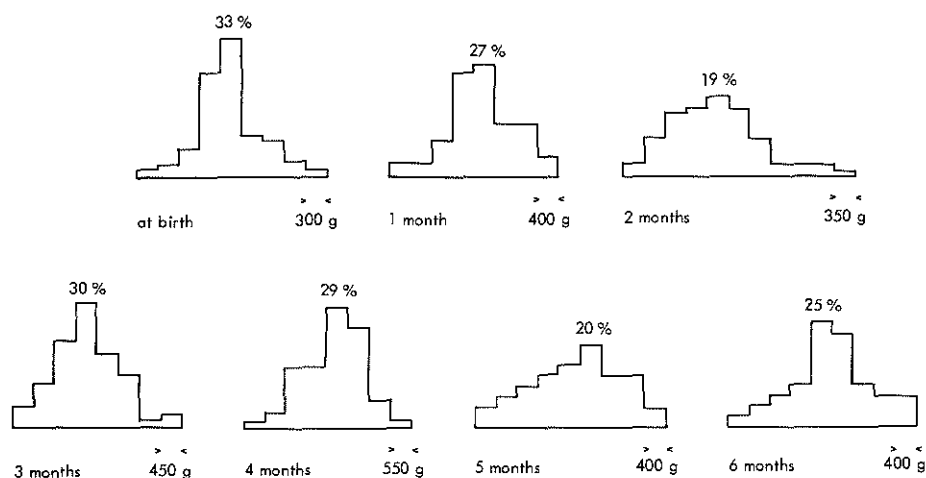 33 %
27 %
19 %
> <
> <
> <
at birth 300 g
1 month 400 g
2 months 350 g
30 %
29 %
20 %
25 %
> <
> <
> <
> <
3 months 450 g
4 months 550 g
5 months 400 g
6 months 400 g